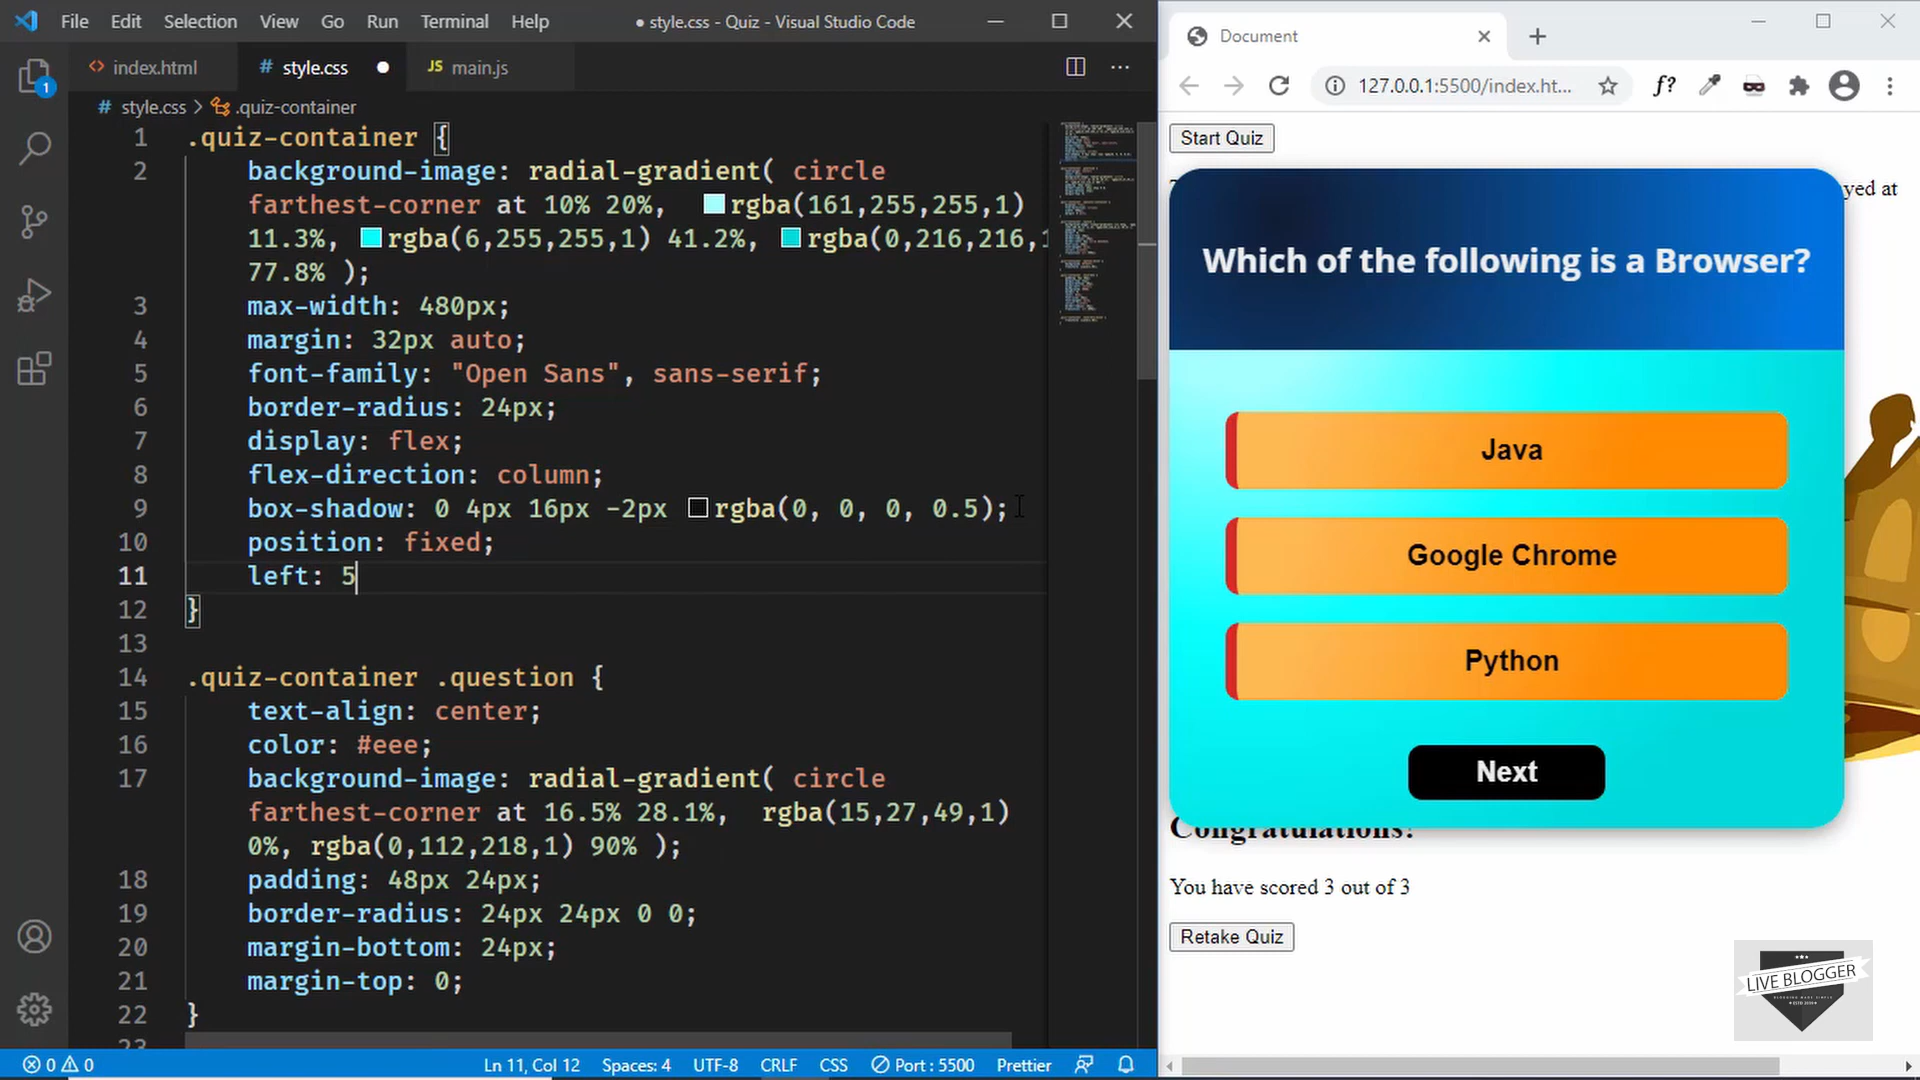 File Edit Selection View Go Run Terminal Help ● style.css - Quiz - Visual Studio Code
index.html # style.css ● JS main.js
# style.css > .quiz-container
1 .quiz-container {
2 background-image: radial-gradient( circle
farthest-corner at 10% 20%, rgba(161,255,255,1)
11.3%, rgba(6,255,255,1) 41.2%, rgba(0,216,216,1
77.8% );
3 max-width: 480px;
4 margin: 32px auto;
5 font-family: "Open Sans", sans-serif;
6 border-radius: 24px;
7 display: flex;
8 flex-direction: column;
9 box-shadow: 0 4px 16px -2px rgba(0, 0, 0, 0.5);
10 position: fixed;
11 left: 5
12 }
13
14 .quiz-container .question {
15 text-align: center;
16 color: #eee;
17 background-image: radial-gradient( circle
farthest-corner at 16.5% 28.1%, rgba(15,27,49,1)
0%, rgba(0,112,218,1) 90% );
18 padding: 48px 24px;
19 border-radius: 24px 24px 0 0;
20 margin-bottom: 24px;
21 margin-top: 0;
22 }
23
1
0 0 Ln 11, Col 12 Spaces: 4 UTF-8 CRLF CSS Port : 5500 Prettier
Document
127.0.0.1:5500/index.ht... f?
Start Quiz
yed at
Which of the following is a Browser?
Java
Google Chrome
Python
Next
Congratulations!
You have scored 3 out of 3
Retake Quiz
LIVE BLOGGER